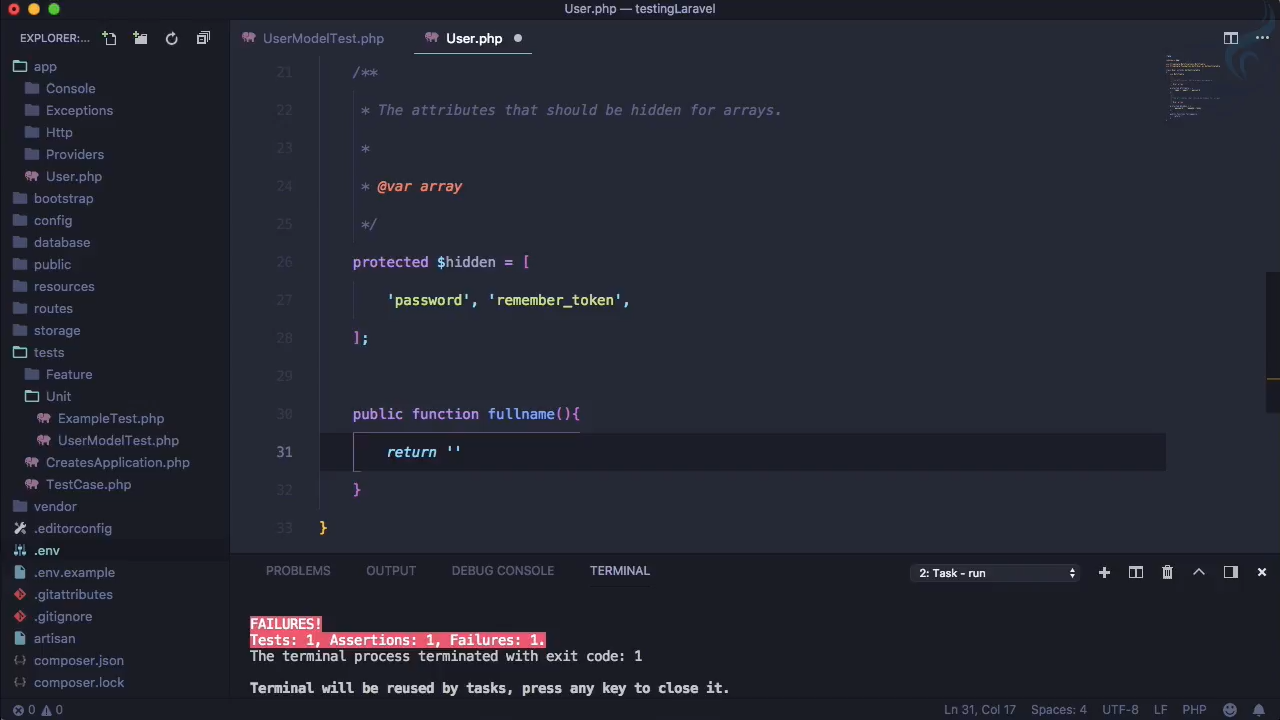 User.php — testingLaravel
EXPLORER:...
UserModelTest.php
User.php
app
Console
Exceptions
Http
Providers
User.php
bootstrap
config
database
public
resources
routes
storage
tests
Feature
Unit
ExampleTest.php
UserModelTest.php
CreatesApplication.php
TestCase.php
vendor
.editorconfig
.env
.env.example
.gitattributes
.gitignore
artisan
composer.json
composer.lock
21 /**
22 * The attributes that should be hidden for arrays.
23 *
24 * @var array
25 */
26 protected $hidden = [
27 'password', 'remember_token',
28 ];
29
30 public function fullname(){
31 return ''
32 }
33 }
PROBLEMS OUTPUT DEBUG CONSOLE TERMINAL 2: Task - run
FAILURES!
Tests: 1, Assertions: 1, Failures: 1.
The terminal process terminated with exit code: 1
Terminal will be reused by tasks, press any key to close it.
0 0 Ln 31, Col 17 Spaces: 4 UTF-8 LF PHP